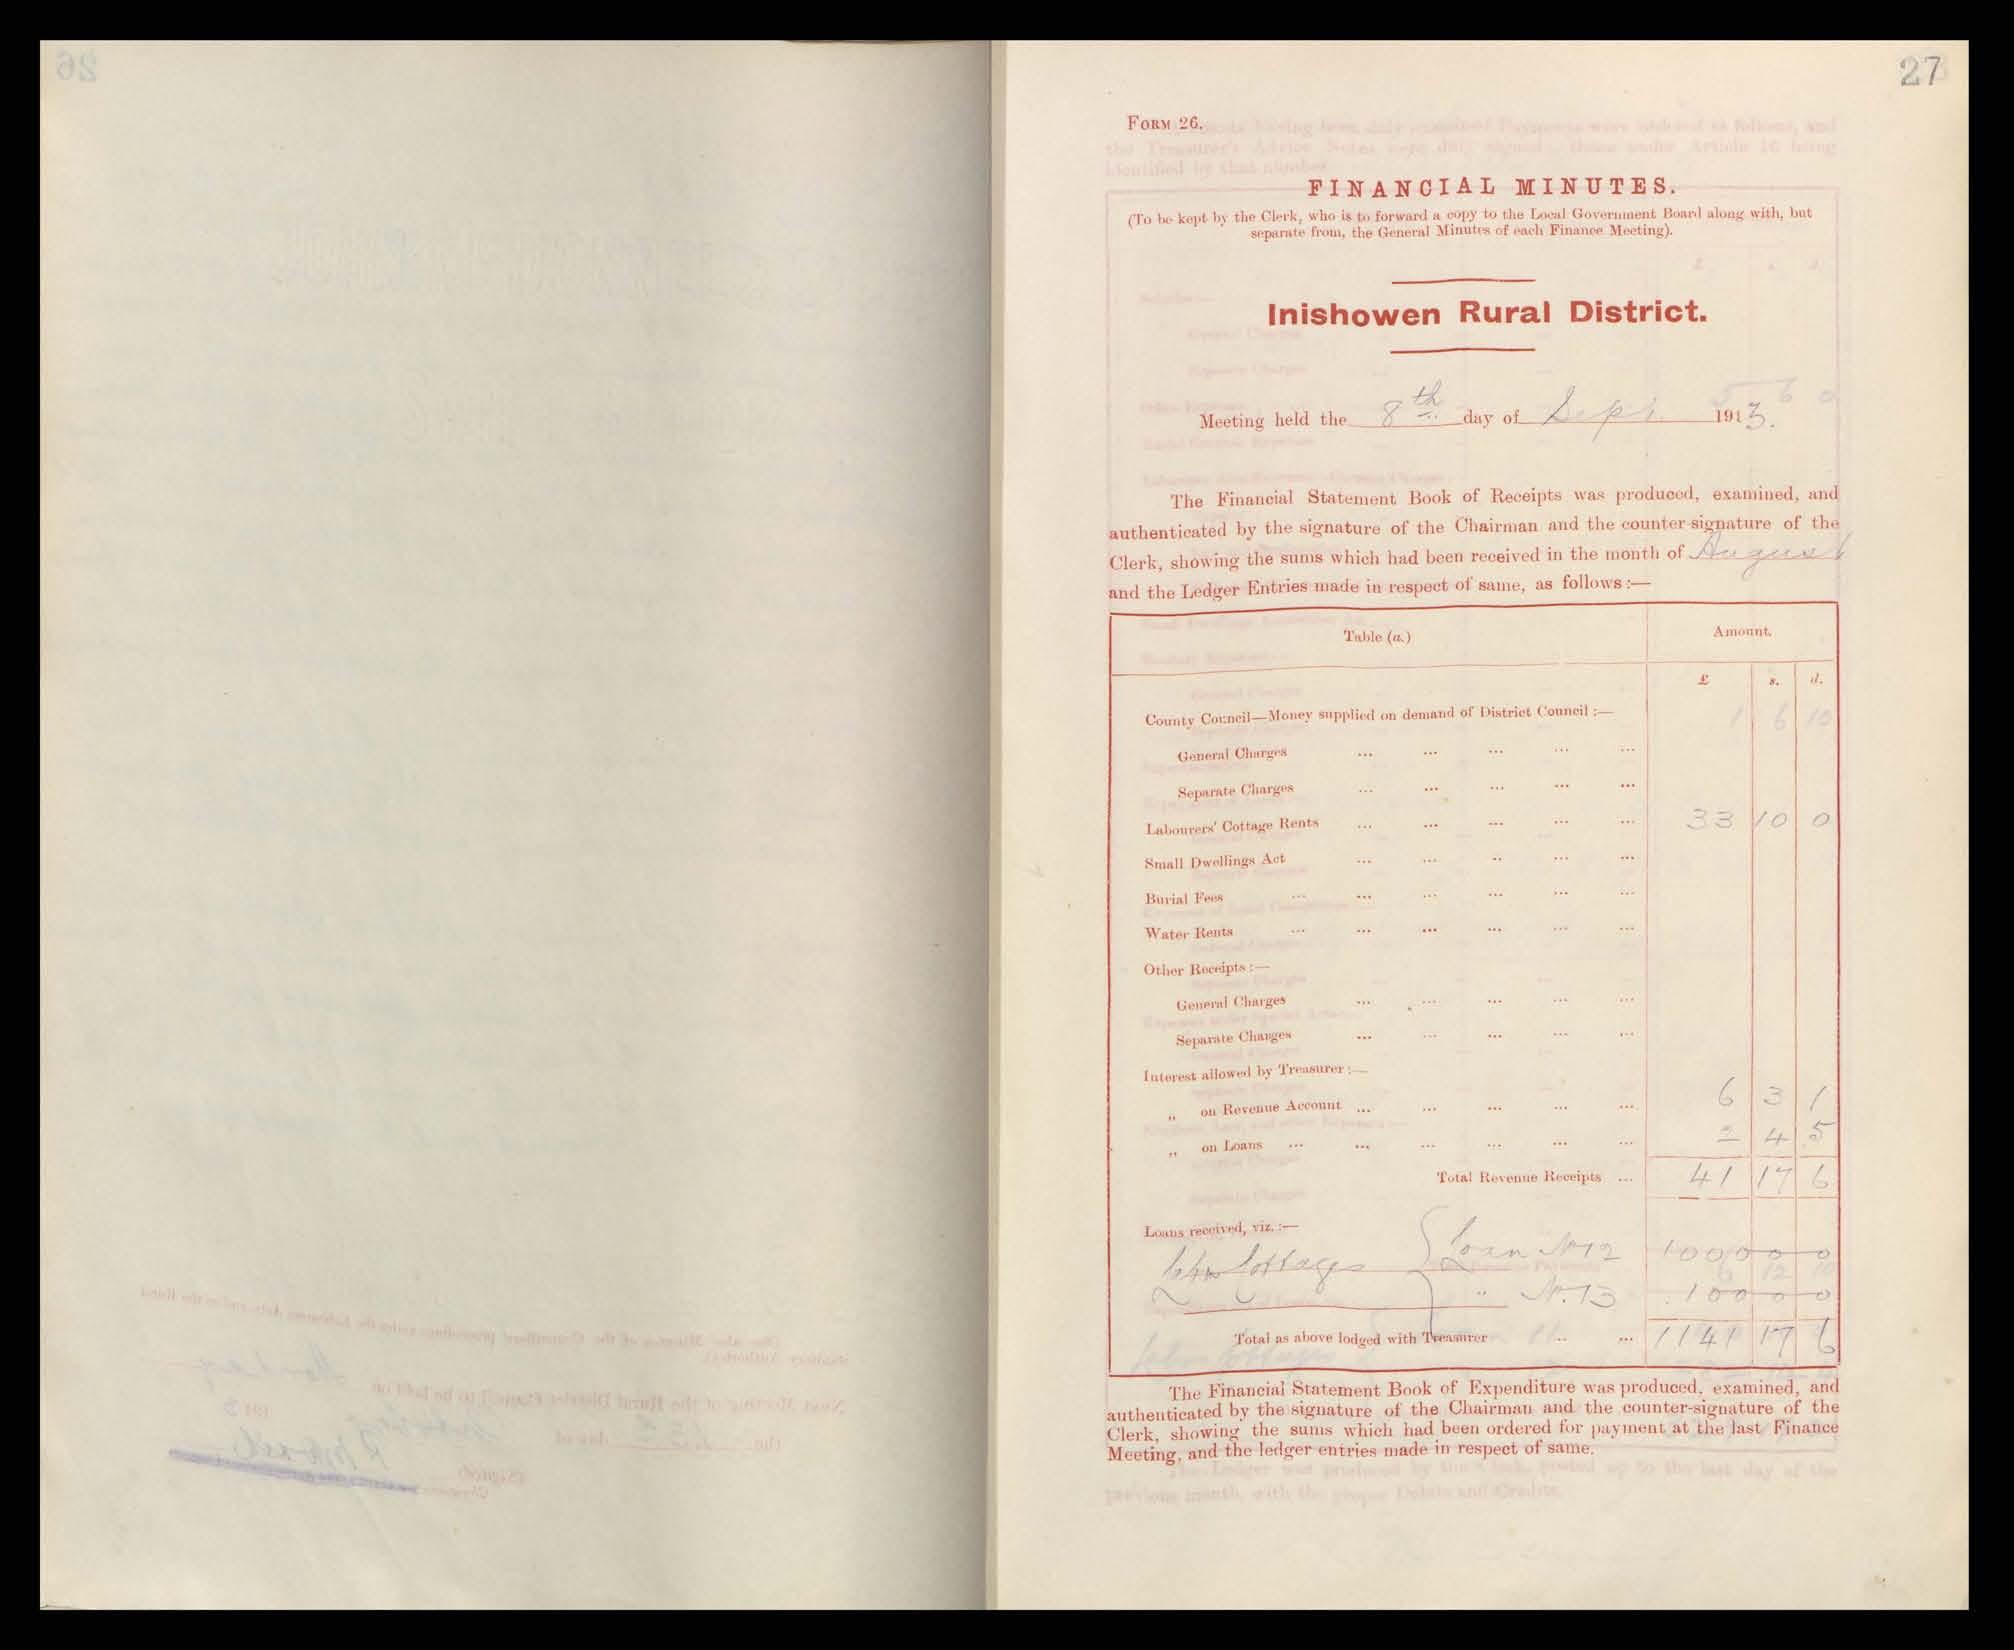 27
FORM 26.
FINANCIAL MINUTES.
(To be kept by the Clerk, who is to forward a copy to the Local Government Board along with, but
separate from, the General Minutes of each Finance Meeting).
Inishowen Rural District.
Meeting held the 8th day of Sept. 1913.
The Financial Statement Book of Receipts was produced, examined, and
authenticated by the signature of the Chairman and the counter-signature of the
Clerk, showing the sums which had been received in the month of August
and the Ledger Entries made in respect of same, as follows:—
Table (a.) Amount.
£ s. d.
County Council—Money supplied on demand of District Council :—
General Charges ... ... ... ... ...
Separate Charges ... ... ... ... ...
Labourers' Cottage Rents ... ... ... ... ... 33 10 0
Small Dwellings Act ... ... ... ... ...
Burial Fees ... ... ... ... ... ...
Water Rents ... ... ... ... ... ...
Other Receipts :—
General Charges ... ... ... ... ...
Separate Charges ... ... ... ... ...
Interest allowed by Treasurer :—
„ on Revenue Account ... ... ... ... ... 6 3 1
„ on Loans ... ... ... ... ... ... 2 4 5
Total Revenue Receipts ... 41 17 6
Loans received, viz. :—
Labrs Cottages Loan No 12 1000 0 0
" No. 13 100 0 0
Total as above lodged with Treasurer ... ... 1141 17 6
The Financial Statement Book of Expenditure was produced, examined, and
authenticated by the signature of the Chairman and the counter-signature of the
Clerk, showing the sums which had been ordered for payment at the last Finance
Meeting, and the ledger entries made in respect of same.